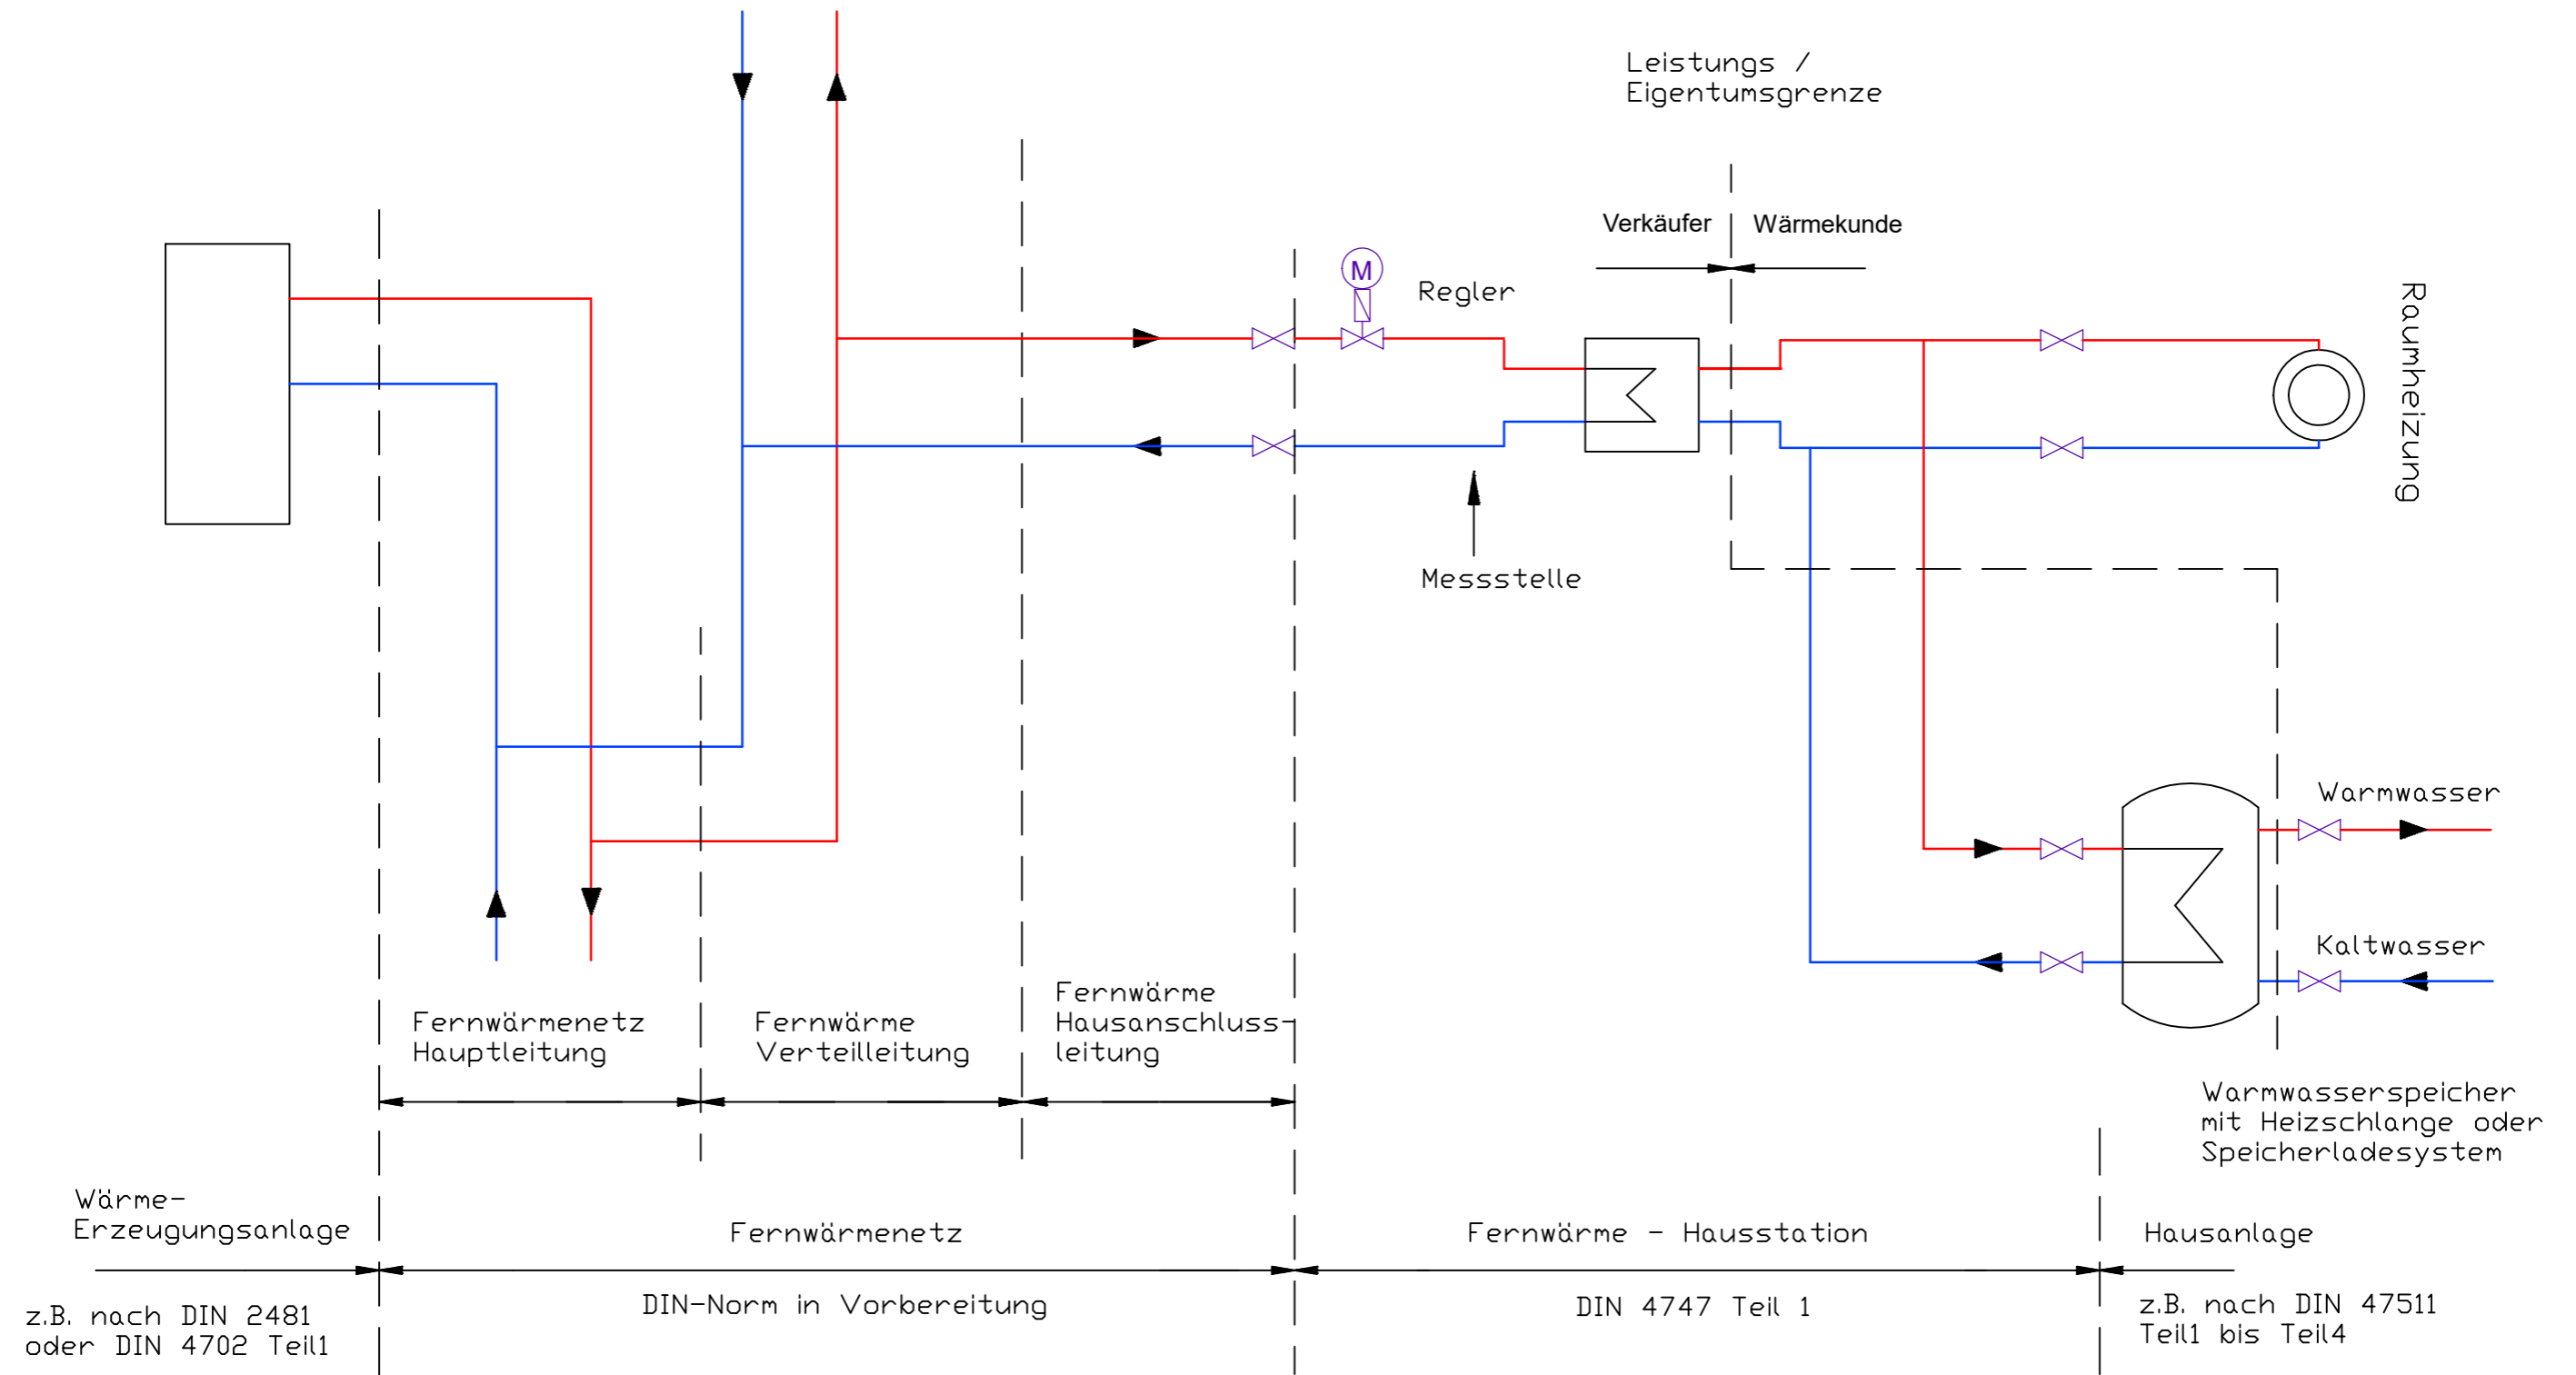 Leistungs /
Eigentumsgrenze
Verkäufer
Wärmekunde
M
Regler
Raumheizung
Messstelle
Warmwasser
Kaltwasser
Fernwärmenetz
Hauptleitung
Fernwärme
Verteilleitung
Fernwärme
Hausanschluss-
leitung
Warmwasserspeicher
mit Heizschlange oder
Speicherladesystem
Wärme-
Erzeugungsanlage
Fernwärmenetz
Fernwärme - Hausstation
Hausanlage
z.B. nach DIN 2481
oder DIN 4702 Teil1
DIN-Norm in Vorbereitung
DIN 4747 Teil 1
z.B. nach DIN 47511
Teil1 bis Teil4